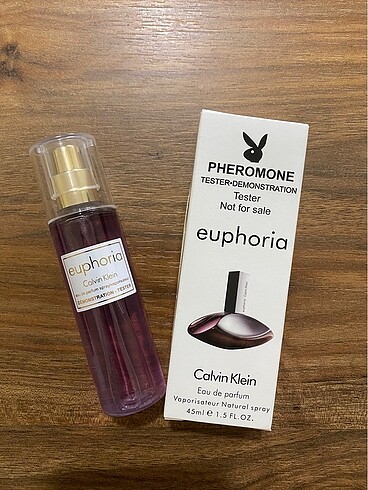 euphoria
Calvin Klein
DEMONSTRATION - TESTER
PHEROMONE
TESTER•DEMONSTRATION
Tester
Not for sale
euphoria
Calvin Klein
Eau de parfum
Vaporisateur Natural spray
45ml e 1.5 FL.OZ.